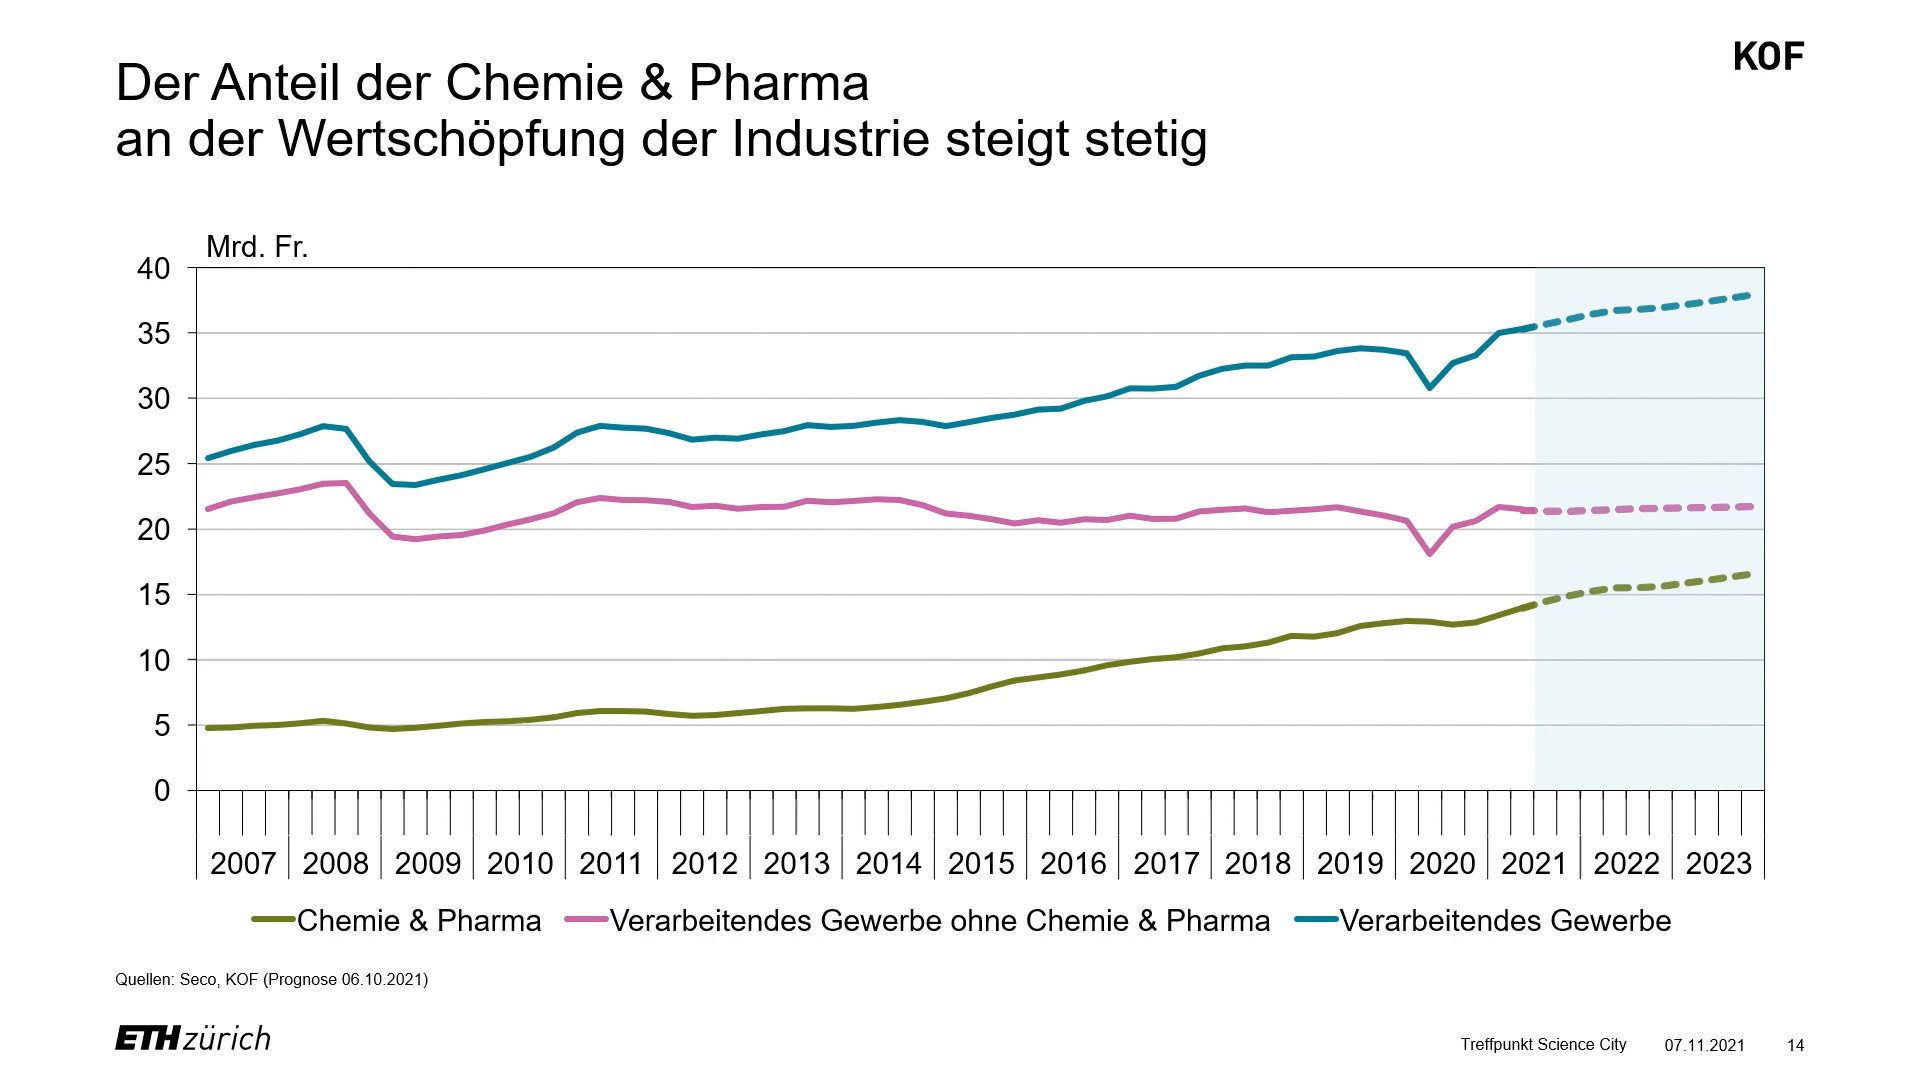 KOF
Der Anteil der Chemie & Pharma
an der Wertschöpfung der Industrie steigt stetig
Mrd. Fr.
40
35
30
25
20
15
10
5
0
2007 2008 2009 2010 2011 2012 2013 2014 2015 2016 2017 2018 2019 2020 2021 2022 2023
Chemie & Pharma Verarbeitendes Gewerbe ohne Chemie & Pharma Verarbeitendes Gewerbe
Quellen: Seco, KOF (Prognose 06.10.2021)
ETH zürich
Treffpunkt Science City 07.11.2021 14